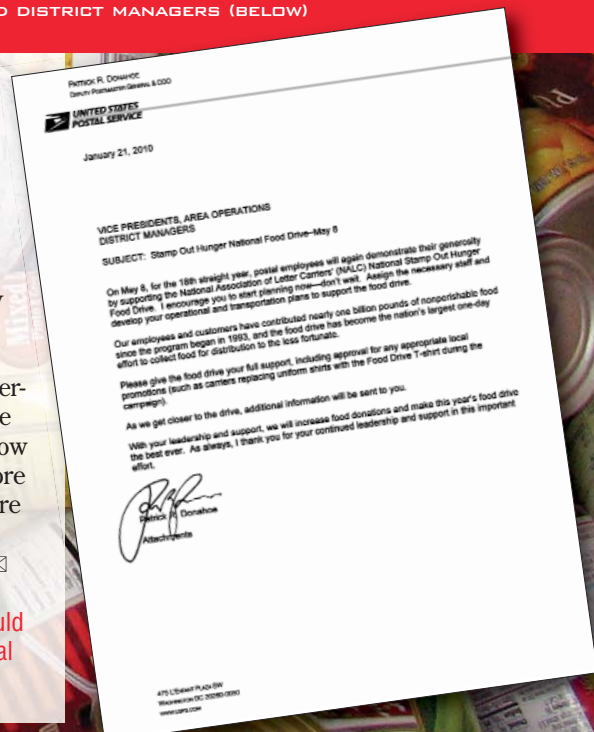 D DISTRICT MANAGERS (BELOW)
PATRICK R. DONAHOE
DEPUTY POSTMASTER GENERAL & COO
UNITED STATES
POSTAL SERVICE
January 21, 2010
VICE PRESIDENTS, AREA OPERATIONS
DISTRICT MANAGERS
SUBJECT: Stamp Out Hunger National Food Drive–May 8
On May 8, for the 18th straight year, postal employees will again demonstrate their generosity
by supporting the National Association of Letter Carriers' (NALC) National Stamp Out Hunger
Food Drive. I encourage you to start planning now—don't wait. Assign the necessary staff and
develop your operational and transportation plans to support the food drive.
Our employees and customers have contributed nearly one billion pounds of nonperishable food
since the program began in 1993, and the food drive has become the nation's largest one-day
effort to collect food for distribution to the less fortunate.
Please give the food drive your full support, including approval for any appropriate local
promotions (such as carriers replacing uniform shirts with the Food Drive T-shirt during the
campaign).
As we get closer to the drive, additional information will be sent to you.
With your leadership and support, we will increase food donations and make this year's food drive
the best ever. As always, I thank you for your continued leadership and support in this important
effort.
Patrick R. Donahoe
Attachments
475 L'ENFANT PLAZA SW
WASHINGTON DC 20260-0080
WWW.USPS.COM
y
er-
e
ow
ore
re
uld
al
Mixed